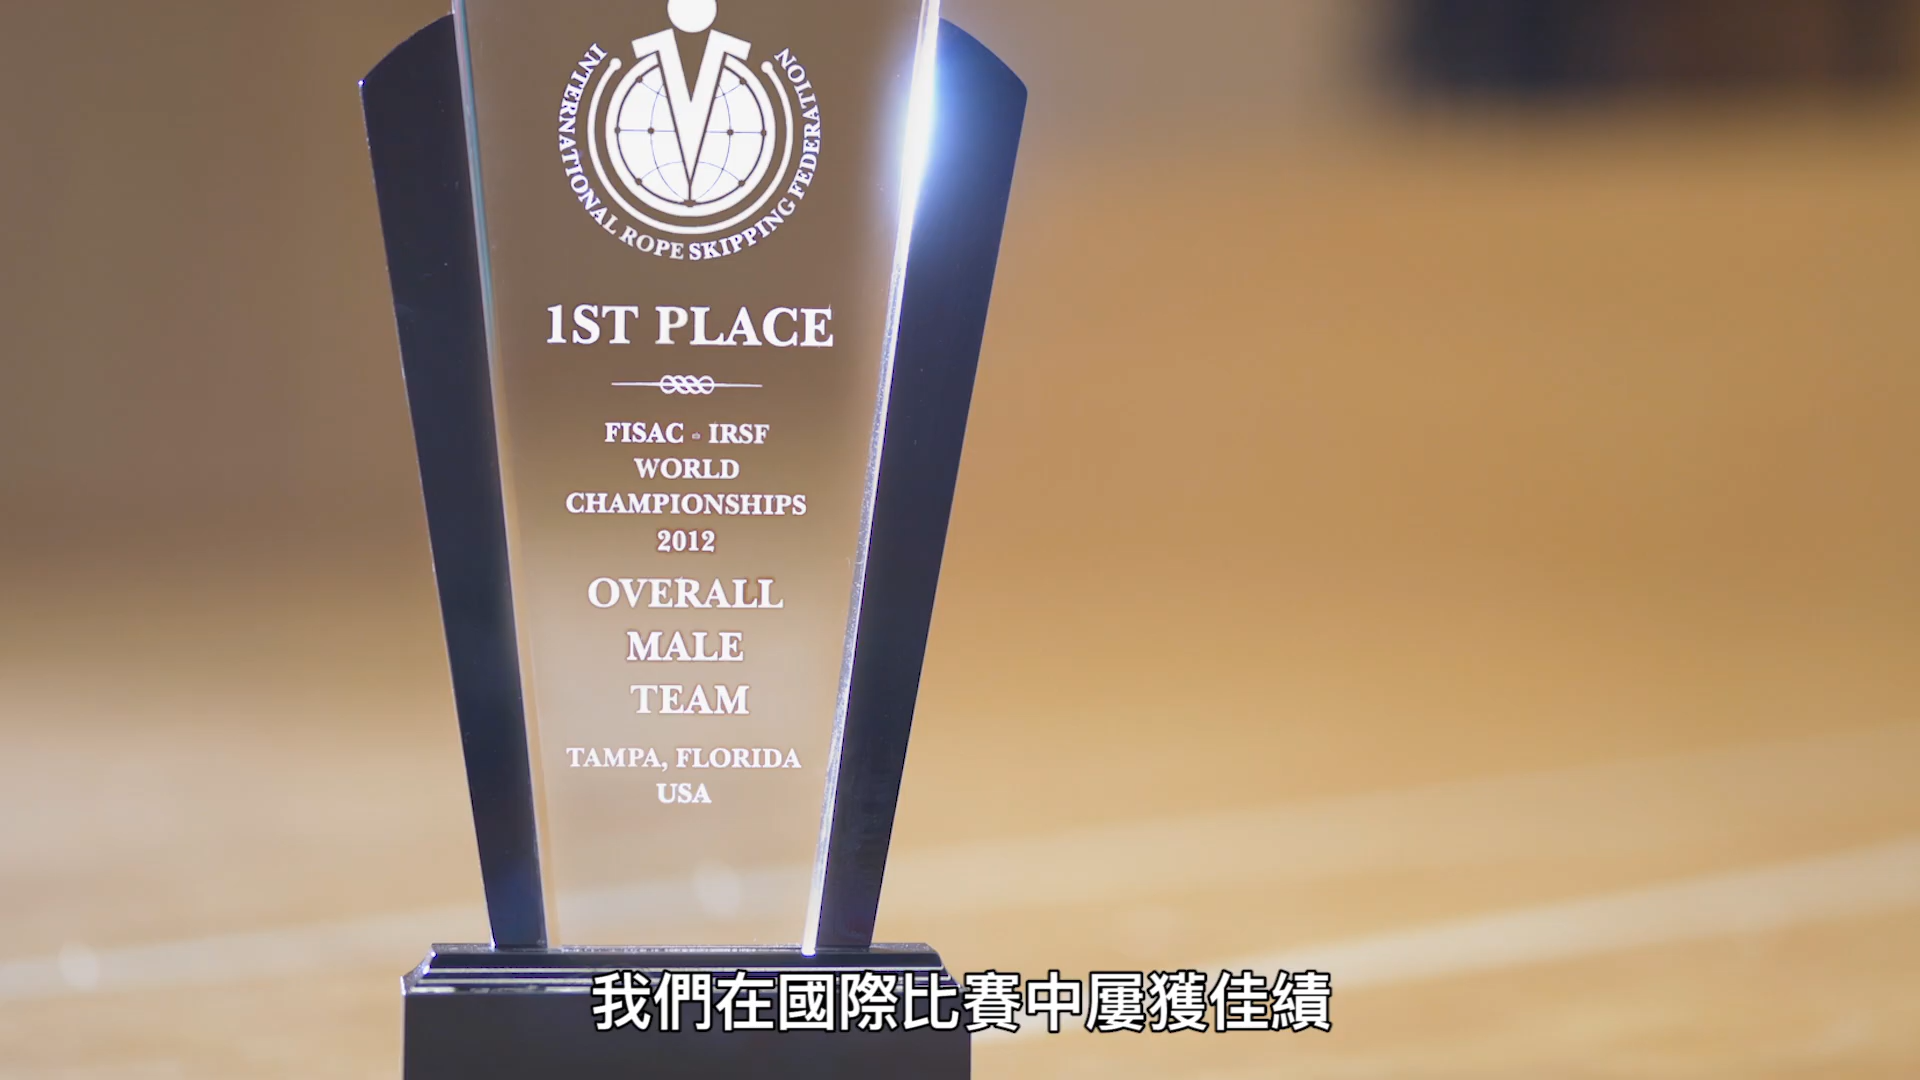 INTERNATIONAL ROPE SKIPPING FEDERATION
1ST PLACE
FISAC - IRSF
WORLD
CHAMPIONSHIPS
2012
OVERALL
MALE
TEAM
TAMPA, FLORIDA
USA
我們在國際比賽中屢獲佳績